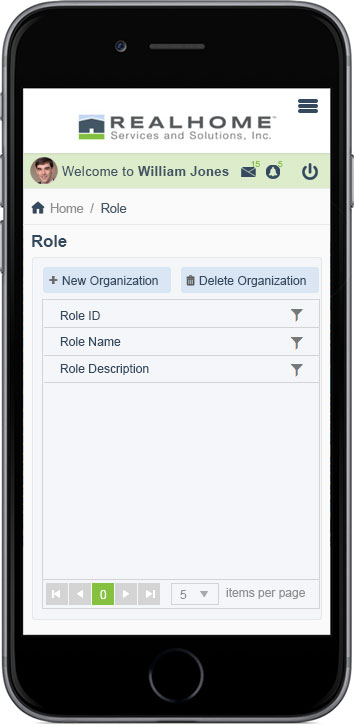 REALHOME™
Services and Solutions, Inc.
Welcome to William Jones 15 5
Home / Role
Role
New Organization Delete Organization
Role ID
Role Name
Role Description
0 5 items per page